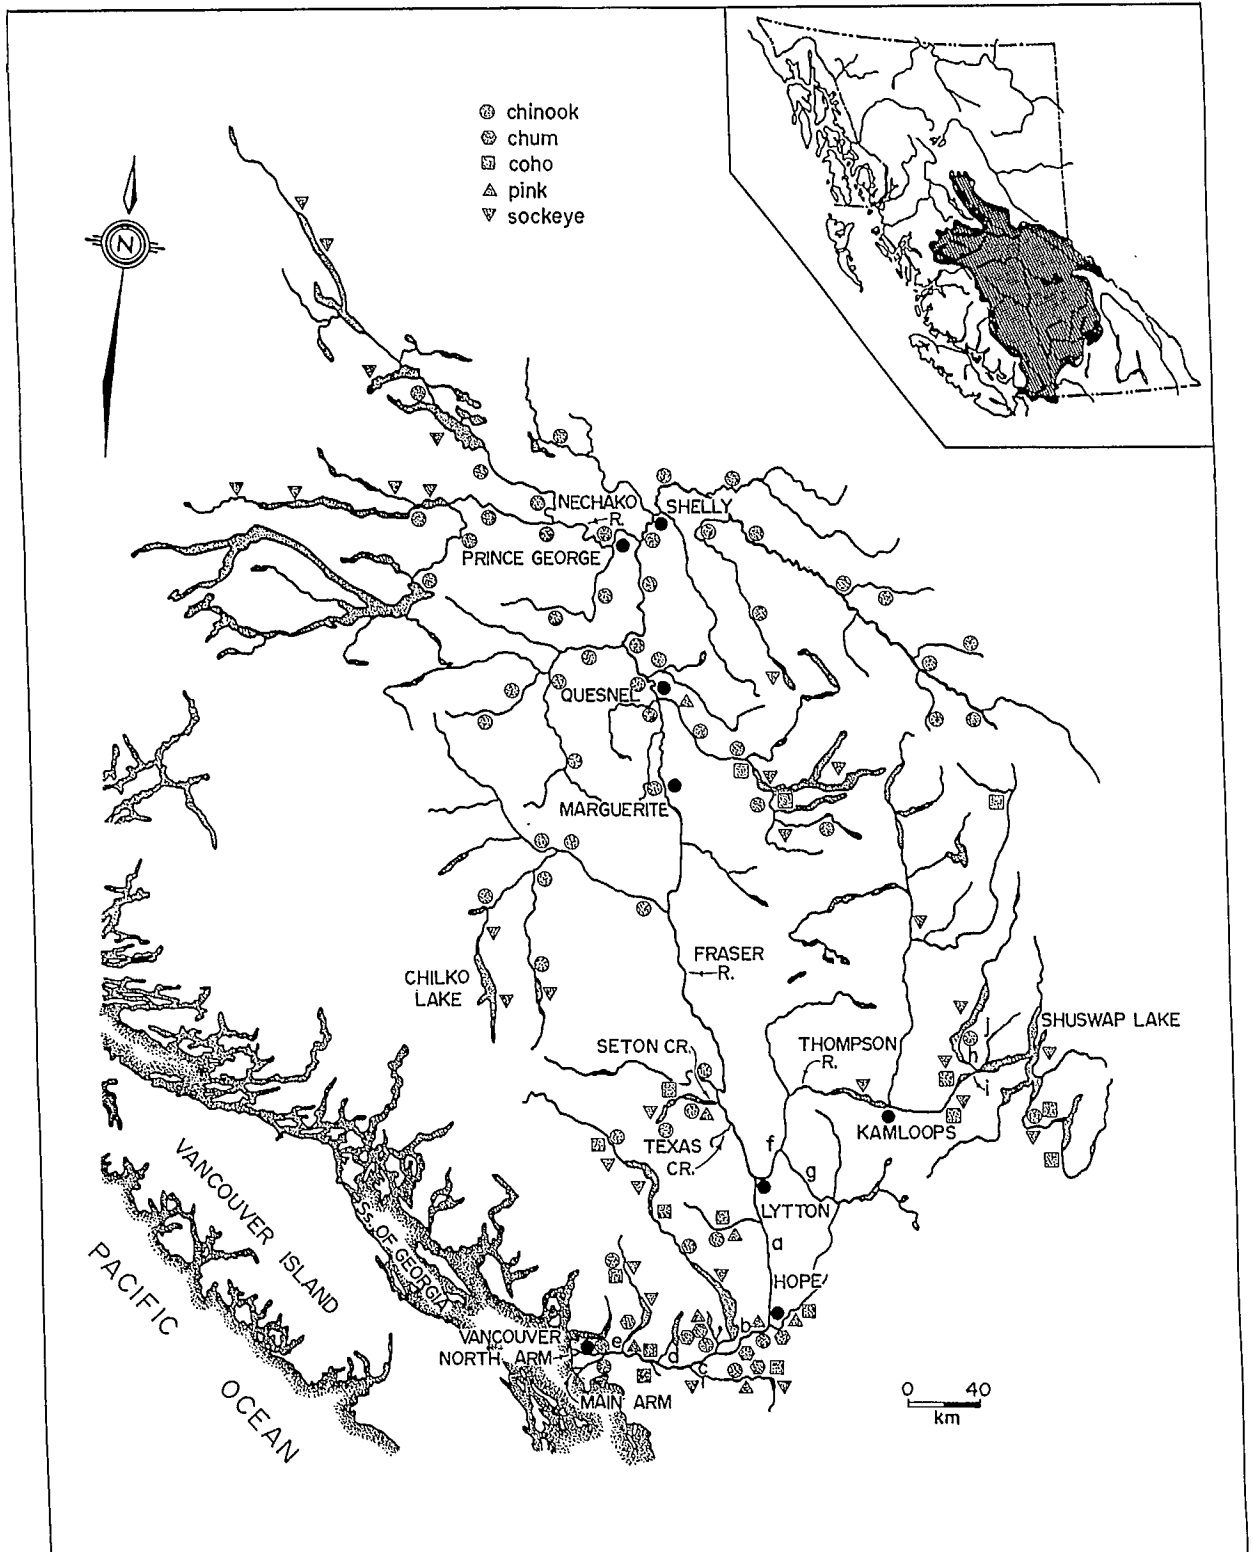 chinook
chum
coho
pink
sockeye
N
NECHAKO
R.
SHELLY
PRINCE GEORGE
QUESNEL
MARGUERITE
FRASER
R.
CHILKO
LAKE
SETON CR.
THOMPSON
R.
SHUSWAP LAKE
j
h
i
KAMLOOPS
TEXAS
CR.
f
g
LYTTON
a
HOPE
VANCOUVER ISLAND
PACIFIC OCEAN
Ss. OF GEORGIA
VANCOUVER
NORTH ARM
MAIN ARM
e
d
b
c
0 40
km